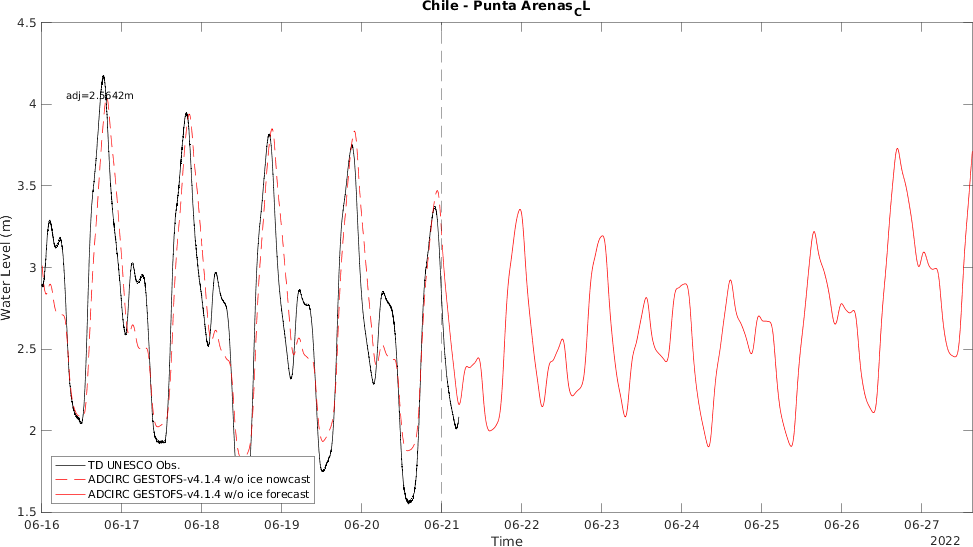 Chile - Punta Arenas_CL
4.5
4
3.5
3
2.5
2
1.5
Water Level (m)
adj=2.5642m
TD UNESCO Obs.
ADCIRC GESTOFS-v4.1.4 w/o ice nowcast
ADCIRC GESTOFS-v4.1.4 w/o ice forecast
06-16 06-17 06-18 06-19 06-20 06-21 06-22 06-23 06-24 06-25 06-26 06-27
Time
2022